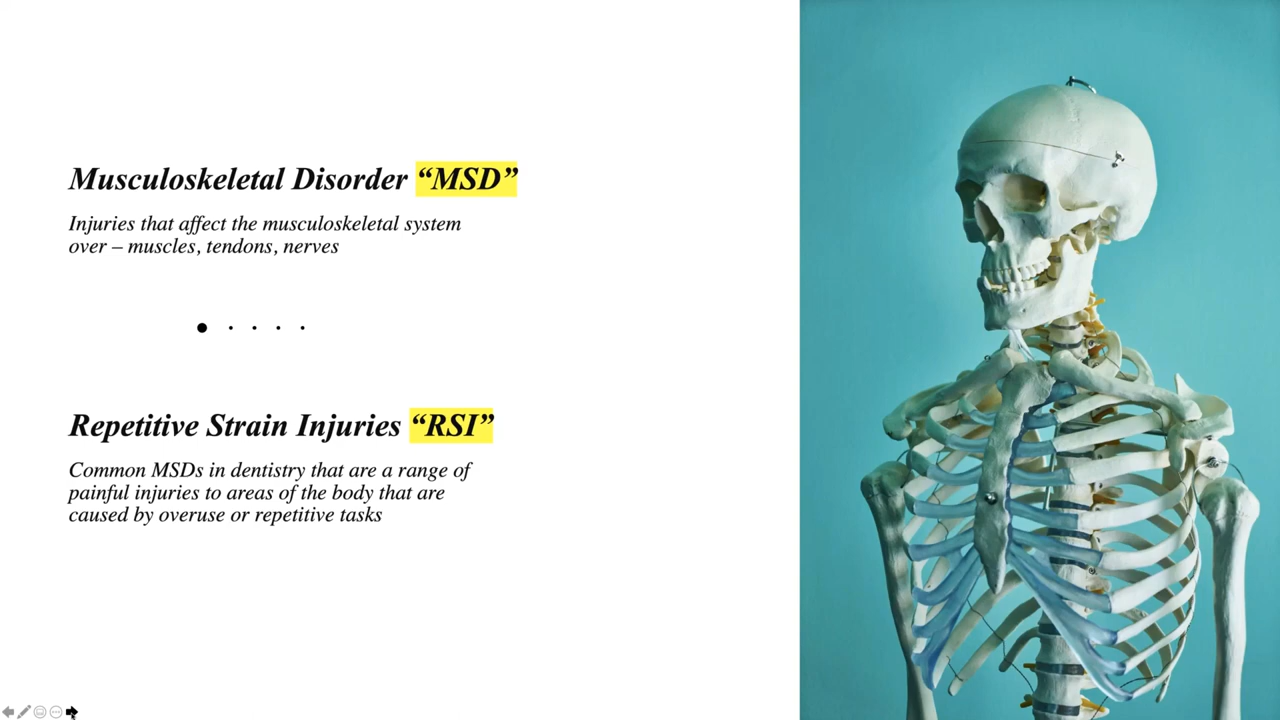 Musculoskeletal Disorder “MSD”
Injuries that affect the musculoskeletal system
over – muscles, tendons, nerves
Repetitive Strain Injuries “RSI”
Common MSDs in dentistry that are a range of
painful injuries to areas of the body that are
caused by overuse or repetitive tasks